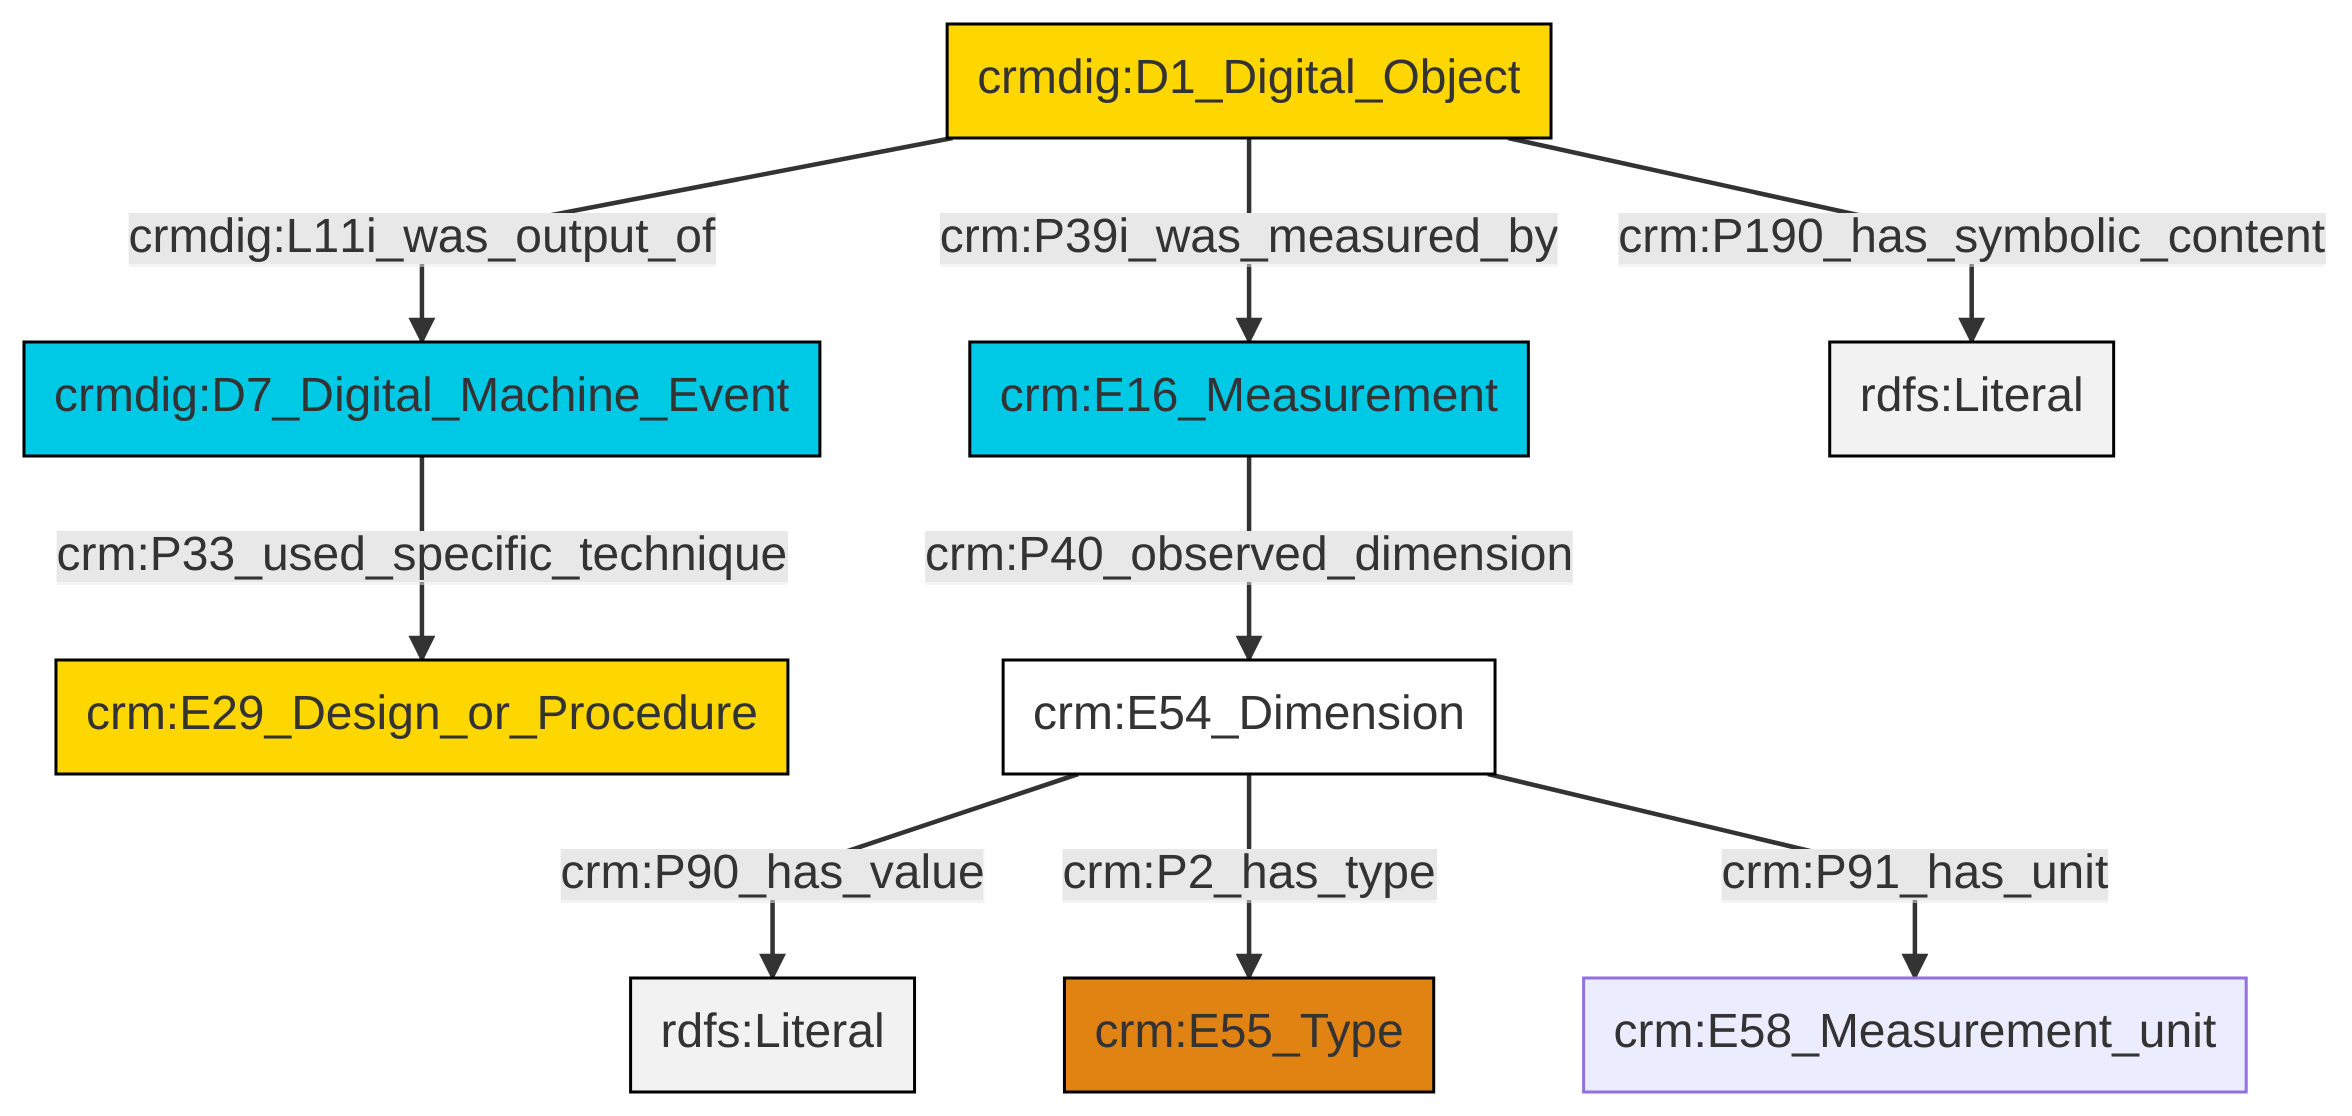 crmdig:D1_Digital_Object
crmdig:L11i_was_output_of
crm:P39i_was_measured_by
crm:P190_has_symbolic_content
crmdig:D7_Digital_Machine_Event
crm:E16_Measurement
rdfs:Literal
crm:P33_used_specific_technique
crm:P40_observed_dimension
crm:E29_Design_or_Procedure
crm:E54_Dimension
crm:P90_has_value
crm:P2_has_type
crm:P91_has_unit
rdfs:Literal
crm:E55_Type
crm:E58_Measurement_unit